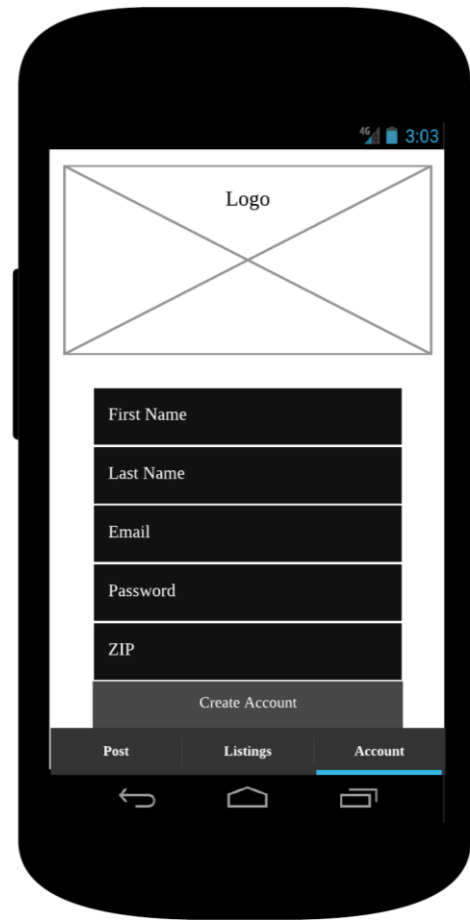 4G 3:03
Logo
First Name
Last Name
Email
Password
ZIP
Create Account
Post Listings Account